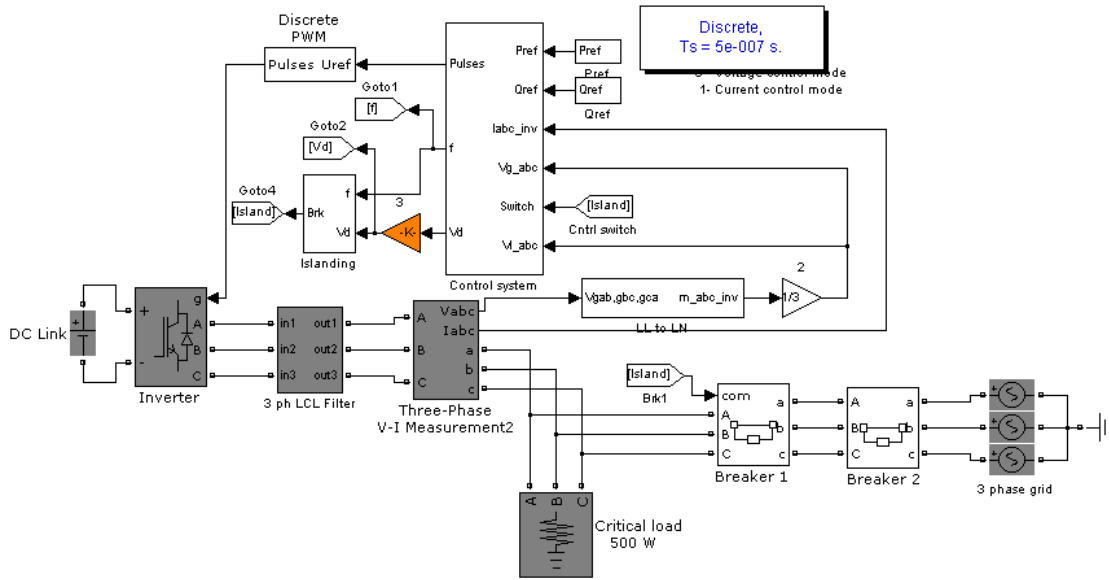 Discrete
PWM
Pulses Uref
Goto1
[f]
Goto2
[Vd]
Goto4
[Island]
f
Brk
Vd
Islanding
3
-K-
Pulses
f
Vd
Pref
Qref
Iabc_inv
Vg_abc
Switch
Vl_abc
Control system
Pref
Pref
Qref
Qref
[Island]
Cntrl switch
Discrete,
Ts = 5e-007 s.
Voltage control mode
1- Current control mode
DC Link
+
+
-
g
A
B
C
Inverter
in1 out1
in2 out2
in3 out3
3 ph LCL Filter
A
B
C
Vabc
Iabc
a
b
c
Three-Phase
V-I Measurement2
Vgab,gbc,gca m_abc_inv
LL to LN
2
1/3
[Island]
Brk1
com
A a
B b
C c
Breaker 1
A a
B b
C c
Breaker 2
+
+
+
3 phase grid
A B C
Critical load
500 W